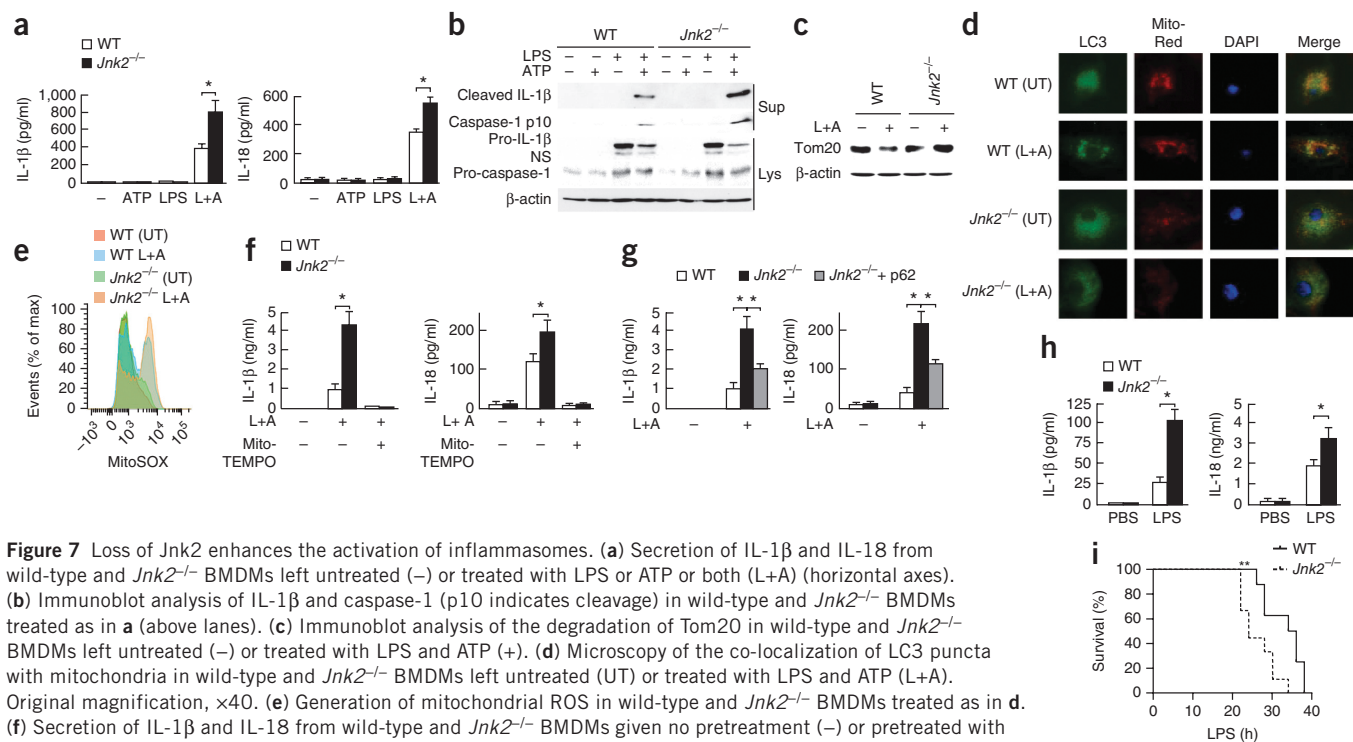 a
WT
Jnk2–/–
IL-1β (pg/ml)
1,000
800
600
400
200
0
*
– ATP LPS L+A
IL-18 (pg/ml)
600
400
200
0
*
– ATP LPS L+A
b
WT Jnk2–/–
LPS – – + + – – + +
ATP – + – + – + – +
Cleaved IL-1β
Caspase-1 p10
Sup
Pro-IL-1β
NS
Pro-caspase-1
Lys
β-actin
c
WT Jnk2–/–
L+A – + – +
Tom20
β-actin
d
LC3 Mito-Red DAPI Merge
WT (UT)
WT (L+A)
Jnk2–/– (UT)
Jnk2–/– (L+A)
e
WT (UT)
WT L+A
Jnk2–/– (UT)
Jnk2–/– L+A
Events (% of max)
100
80
60
40
20
0
–10³ 0 10³ 10⁴ 10⁵
MitoSOX
f
WT
Jnk2–/–
IL-1β (ng/ml)
5
4
3
2
1
0
*
L+A – + +
Mito-TEMPO – – +
IL-18 (pg/ml)
200
100
0
*
L+ A – + +
Mito-TEMPO – – +
g
WT Jnk2–/– Jnk2–/–+ p62
IL-1β (ng/ml)
5
4
3
2
1
0
* *
L+A – +
IL-18 (pg/ml)
200
100
0
* *
L+A – +
h
WT
Jnk2–/–
IL-1β (pg/ml)
125
100
75
50
25
0
*
PBS LPS
IL-18 (ng/ml)
5
4
3
2
1
0
*
PBS LPS
i
WT
Jnk2–/–
**
Survival (%)
100
80
60
40
20
0
0 10 20 30 40
LPS (h)
Figure 7 Loss of Jnk2 enhances the activation of inflammasomes. (a) Secretion of IL-1β and IL-18 from
wild-type and Jnk2–/– BMDMs left untreated (–) or treated with LPS or ATP or both (L+A) (horizontal axes).
(b) Immunoblot analysis of IL-1β and caspase-1 (p10 indicates cleavage) in wild-type and Jnk2–/– BMDMs
treated as in a (above lanes). (c) Immunoblot analysis of the degradation of Tom20 in wild-type and Jnk2–/–
BMDMs left untreated (–) or treated with LPS and ATP (+). (d) Microscopy of the co-localization of LC3 puncta
with mitochondria in wild-type and Jnk2–/– BMDMs left untreated (UT) or treated with LPS and ATP (L+A).
Original magnification, ×40. (e) Generation of mitochondrial ROS in wild-type and Jnk2–/– BMDMs treated as in d.
(f) Secretion of IL-1β and IL-18 from wild-type and Jnk2–/– BMDMs given no pretreatment (–) or pretreated with